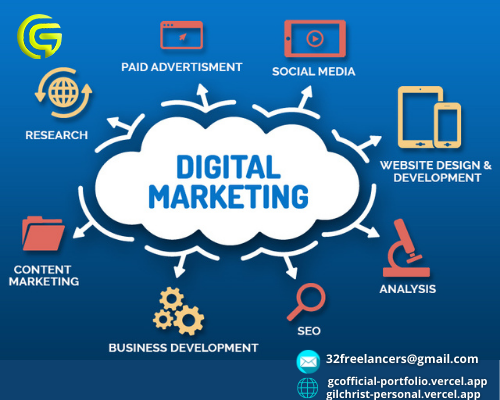 PAID ADVERTISMENT
SOCIAL MEDIA
RESEARCH
WEBSITE DESIGN &
DEVELOPMENT
DIGITAL
MARKETING
CONTENT
MARKETING
ANALYSIS
SEO
BUSINESS DEVELOPMENT
32freelancers@gmail.com
gcofficial-portfolio.vercel.app
gilchrist-personal.vercel.app